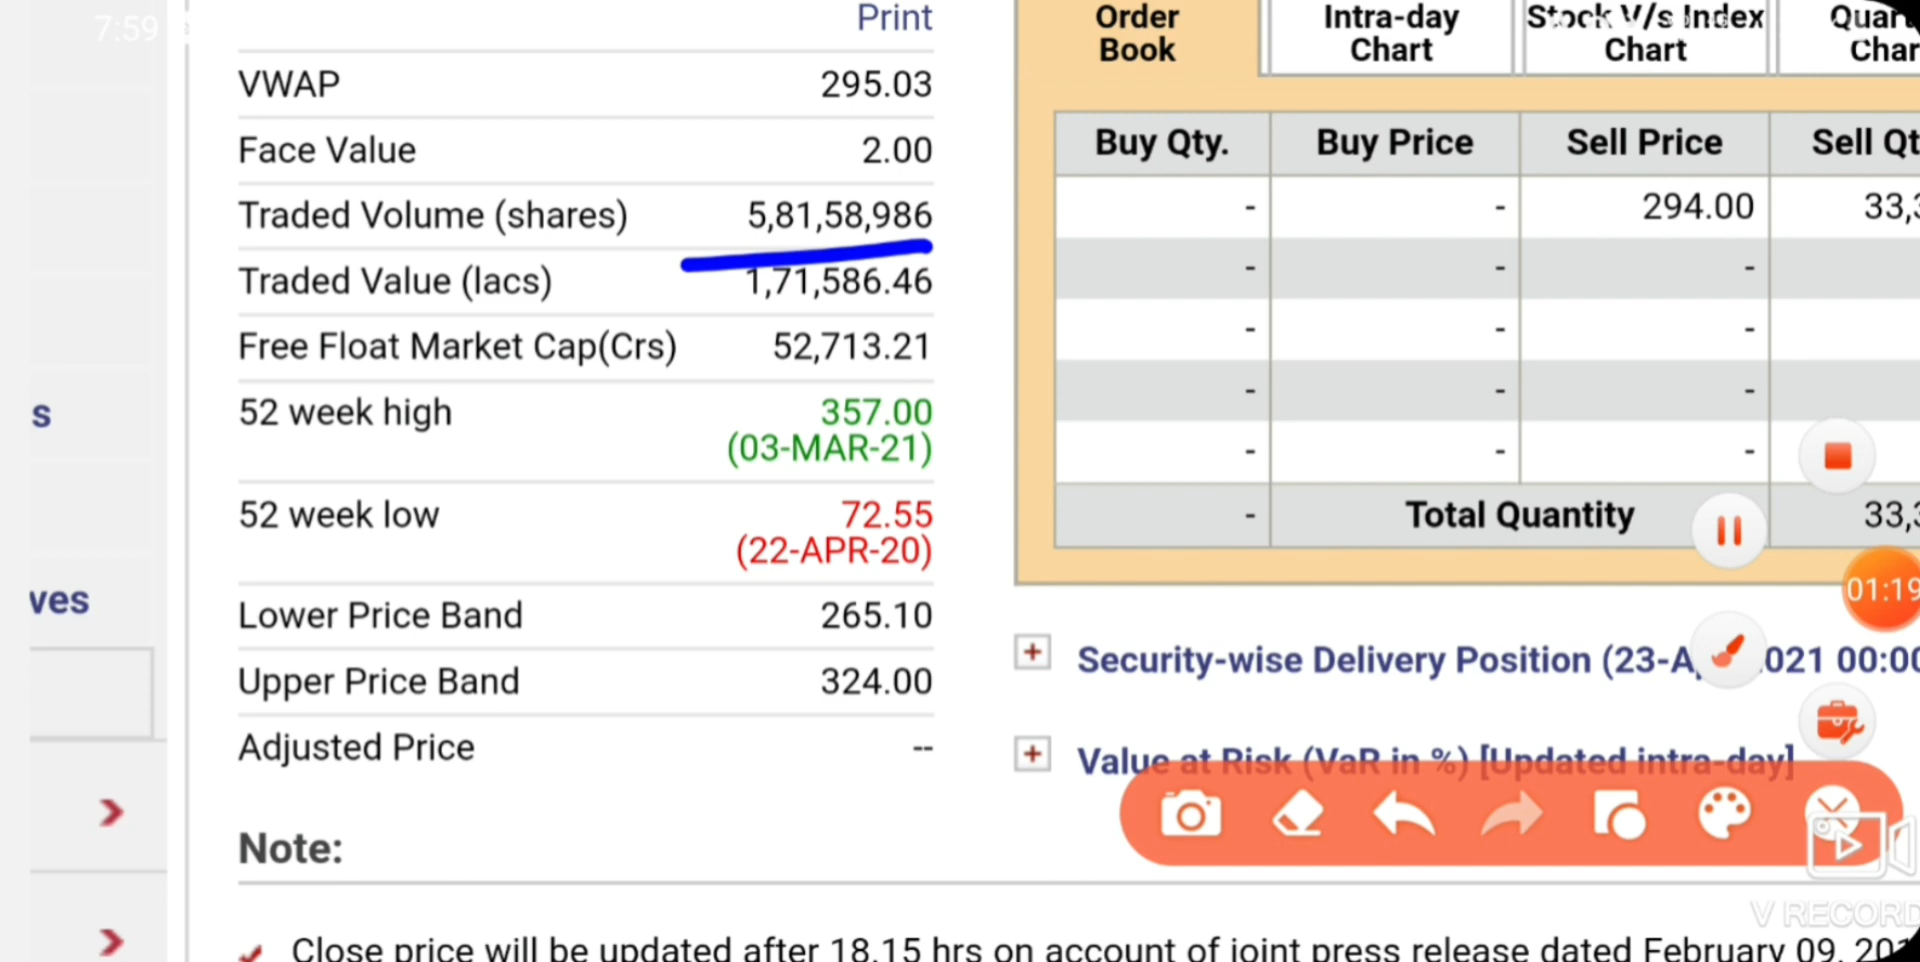 7:59
Print
VWAP 295.03
Face Value 2.00
Traded Volume (shares) 5,81,58,986
Traded Value (lacs) 1,71,586.46
Free Float Market Cap(Crs) 52,713.21
52 week high 357.00
(03-MAR-21)
52 week low 72.55
(22-APR-20)
Lower Price Band 265.10
Upper Price Band 324.00
Adjusted Price --
Note:
Close price will be updated after 18.15 hrs on account of joint press release dated February 09,
s
ves
Order
Book
Intra-day
Chart
Stock V/s Index
Chart
Buy Qty. Buy Price Sell Price Sell
- - 294.00
- - -
- - -
- - -
- - -
- Total Quantity
01:19
Security-wise Delivery Position
Value at Risk (VaR in %) [Updated intra-day]
V RECORD